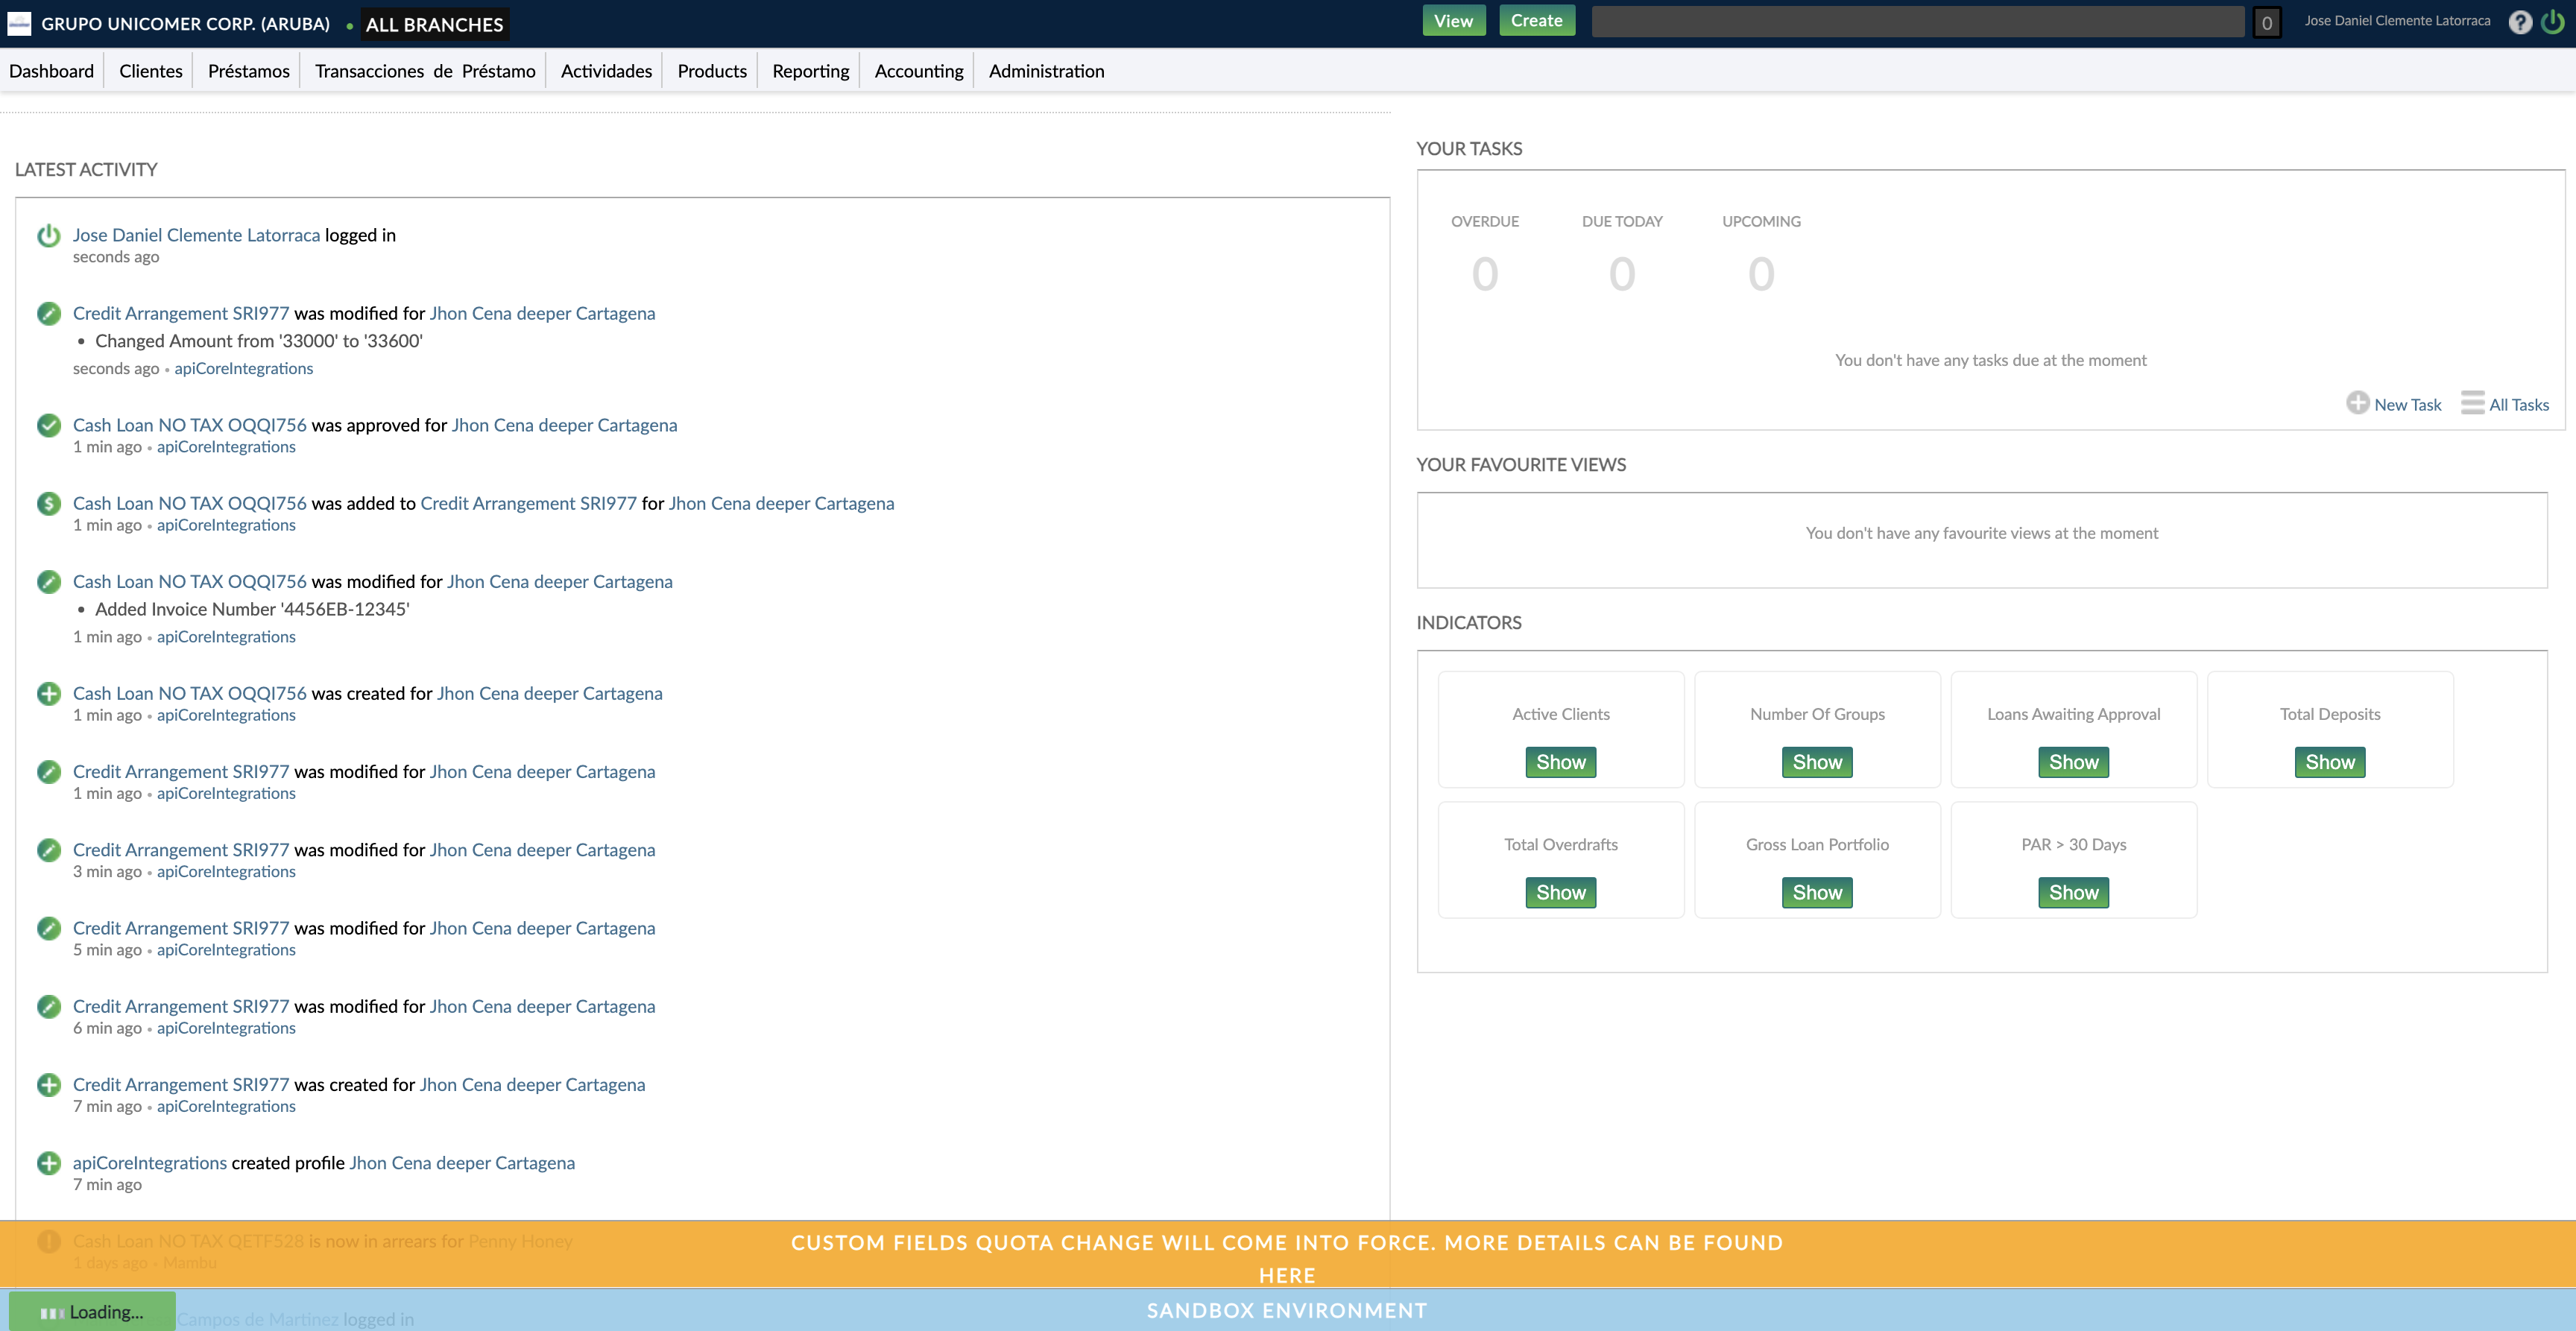 GRUPO UNICOMER CORP. (ARUBA) • ALL BRANCHES
View Create 0 Jose Daniel Clemente Latorraca ?
Dashboard Clientes Préstamos Transacciones de Préstamo Actividades Products Reporting Accounting Administration
LATEST ACTIVITY
Jose Daniel Clemente Latorraca logged in
seconds ago
Credit Arrangement SRI977 was modified for Jhon Cena deeper Cartagena
• Changed Amount from '33000' to '33600'
seconds ago • apiCoreIntegrations
Cash Loan NO TAX OQQI756 was approved for Jhon Cena deeper Cartagena
1 min ago • apiCoreIntegrations
Cash Loan NO TAX OQQI756 was added to Credit Arrangement SRI977 for Jhon Cena deeper Cartagena
1 min ago • apiCoreIntegrations
Cash Loan NO TAX OQQI756 was modified for Jhon Cena deeper Cartagena
• Added Invoice Number '4456EB-12345'
1 min ago • apiCoreIntegrations
Cash Loan NO TAX OQQI756 was created for Jhon Cena deeper Cartagena
1 min ago • apiCoreIntegrations
Credit Arrangement SRI977 was modified for Jhon Cena deeper Cartagena
1 min ago • apiCoreIntegrations
Credit Arrangement SRI977 was modified for Jhon Cena deeper Cartagena
3 min ago • apiCoreIntegrations
Credit Arrangement SRI977 was modified for Jhon Cena deeper Cartagena
5 min ago • apiCoreIntegrations
Credit Arrangement SRI977 was modified for Jhon Cena deeper Cartagena
6 min ago • apiCoreIntegrations
Credit Arrangement SRI977 was created for Jhon Cena deeper Cartagena
7 min ago • apiCoreIntegrations
apiCoreIntegrations created profile Jhon Cena deeper Cartagena
7 min ago
Cash Loan NO TAX QETF528 is now in arrears for Penny Honey
1 days ago • Mambu
Campos de Martinez logged in
YOUR TASKS
OVERDUE DUE TODAY UPCOMING
0 0 0
You don't have any tasks due at the moment
New Task All Tasks
YOUR FAVOURITE VIEWS
You don't have any favourite views at the moment
INDICATORS
Active Clients Number Of Groups Loans Awaiting Approval Total Deposits
Show Show Show Show
Total Overdrafts Gross Loan Portfolio PAR > 30 Days
Show Show Show
CUSTOM FIELDS QUOTA CHANGE WILL COME INTO FORCE. MORE DETAILS CAN BE FOUND
HERE
Loading...
SANDBOX ENVIRONMENT